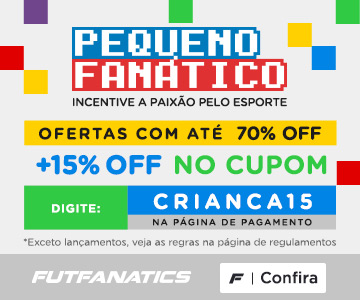 PEQUENO
FANÁTICO
INCENTIVE A PAIXÃO PELO ESPORTE
OFERTAS COM ATÉ 70% OFF
+15% OFF NO CUPOM
DIGITE:
CRIANCA15
NA PÁGINA DE PAGAMENTO
*Exceto lançamentos, veja as regras na página de regulamentos
FUTFANATICS
F | Confira